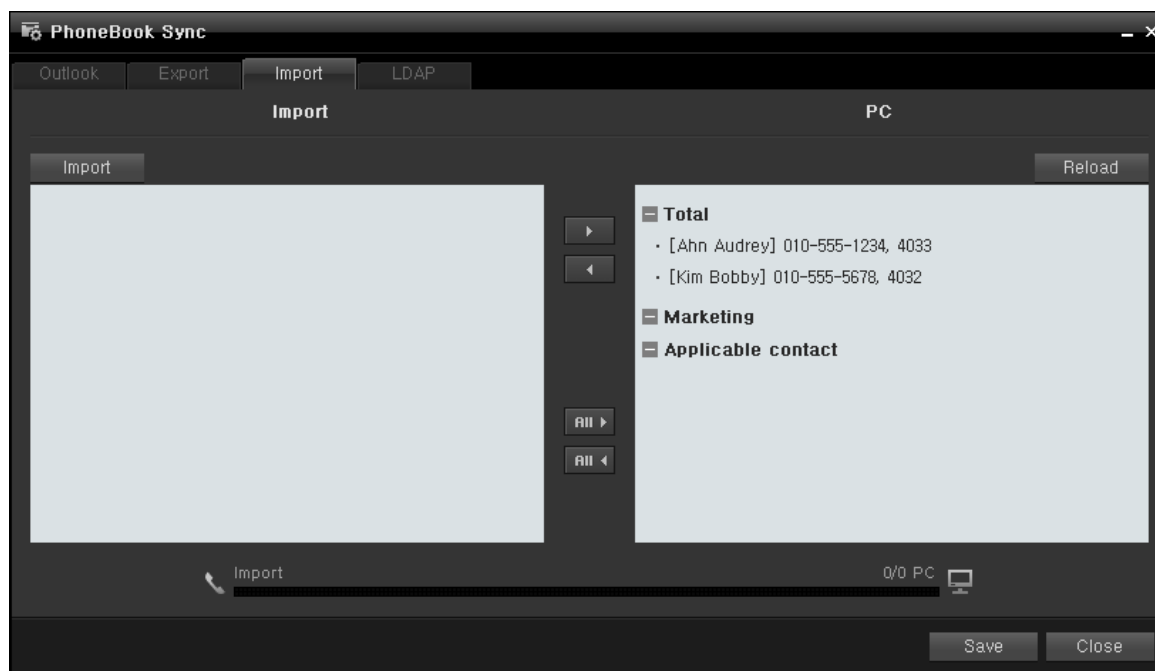 PhoneBook Sync
Outlook Export Import LDAP
Import PC
Import Reload
Total
· [Ahn Audrey] 010-555-1234, 4033
· [Kim Bobby] 010-555-5678, 4032
Marketing
Applicable contact
All
All
Import 0/0 PC
Save Close